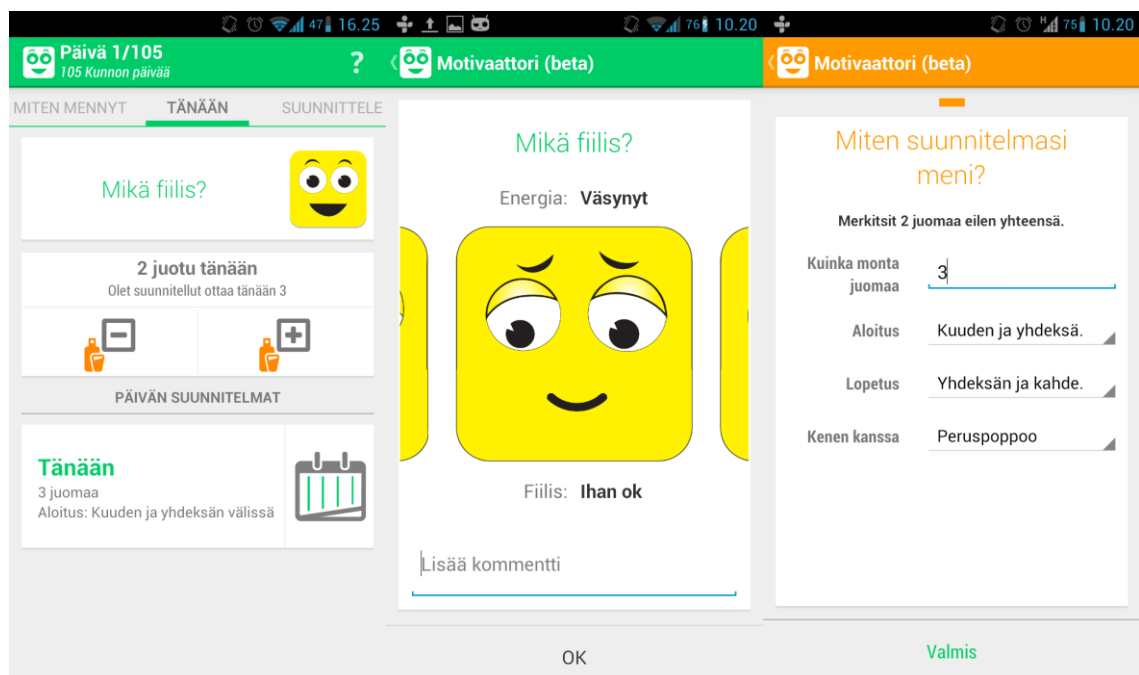 47 16.25
Päivä 1/105
105 Kunnon päivää
?
MITEN MENNYT TÄNÄÄN SUUNNITTELE
Mikä fiilis?
2 juotu tänään
Olet suunnitellut ottaa tänään 3
PÄIVÄN SUUNNITELMAT
Tänään
3 juomaa
Aloitus: Kuuden ja yhdeksän välissä
76 10.20
Motivaattori (beta)
Mikä fiilis?
Energia: Väsynyt
Fiilis: Ihan ok
Lisää kommentti
OK
H 75 10.20
Motivaattori (beta)
Miten suunnitelmasi
meni?
Merkitsit 2 juomaa eilen yhteensä.
Kuinka monta
juomaa
3
Aloitus Kuuden ja yhdeksä.
Lopetus Yhdeksän ja kahde.
Kenen kanssa Peruspoppoo
Valmis